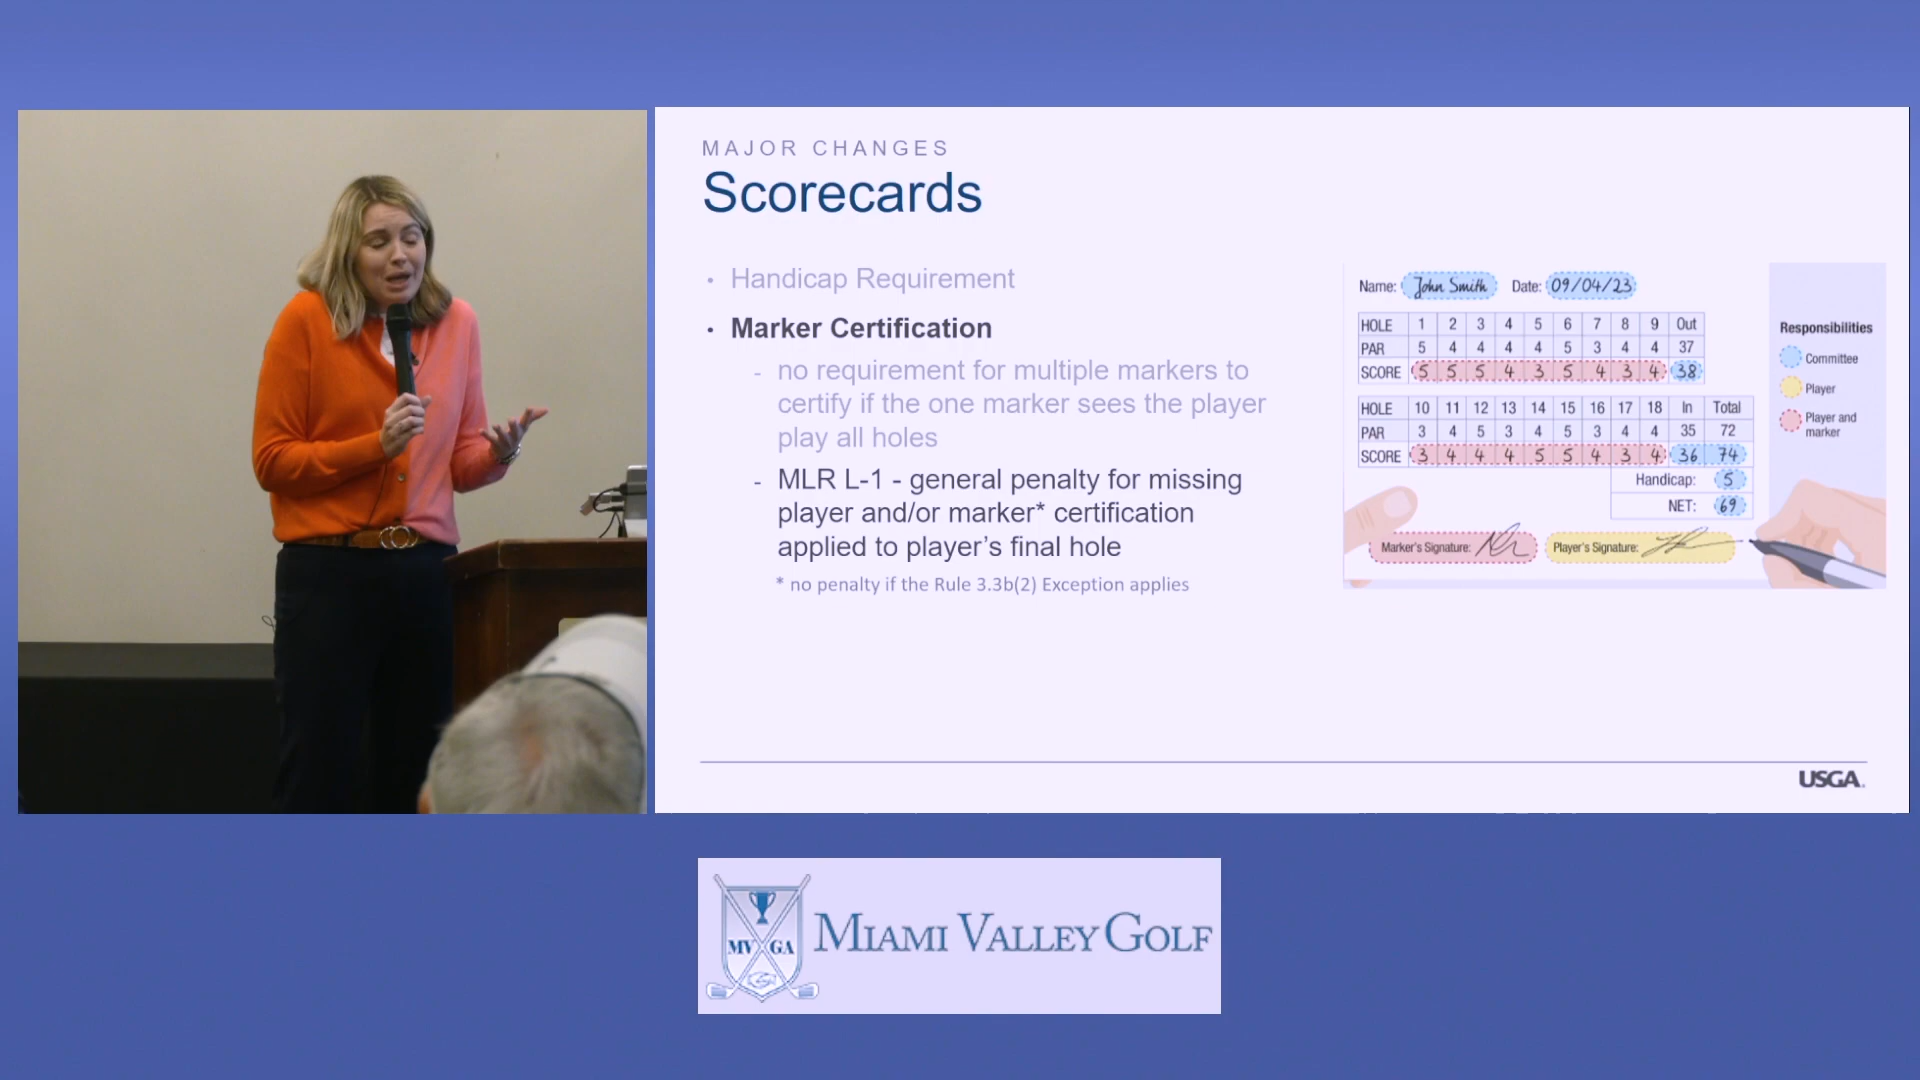 MAJOR CHANGES
Scorecards
• Handicap Requirement
• Marker Certification
- no requirement for multiple markers to
certify if the one marker sees the player
play all holes
- MLR L-1 - general penalty for missing
player and/or marker* certification
applied to player's final hole
* no penalty if the Rule 3.3b(2) Exception applies
Name: John Smith Date: 09/04/23
HOLE 1 2 3 4 5 6 7 8 9 Out
PAR 5 4 4 4 4 5 3 4 4 37
SCORE 5 5 5 4 3 5 4 3 4 38
HOLE 10 11 12 13 14 15 16 17 18 In Total
PAR 3 4 5 3 4 5 3 4 4 35 72
SCORE 3 4 4 4 5 5 4 3 4 36 74
Handicap: 5
NET: 69
Marker's Signature: Player's Signature:
Responsibilities
Committee
Player
Player and
marker
USGA.
MV GA
MIAMI VALLEY GOLF